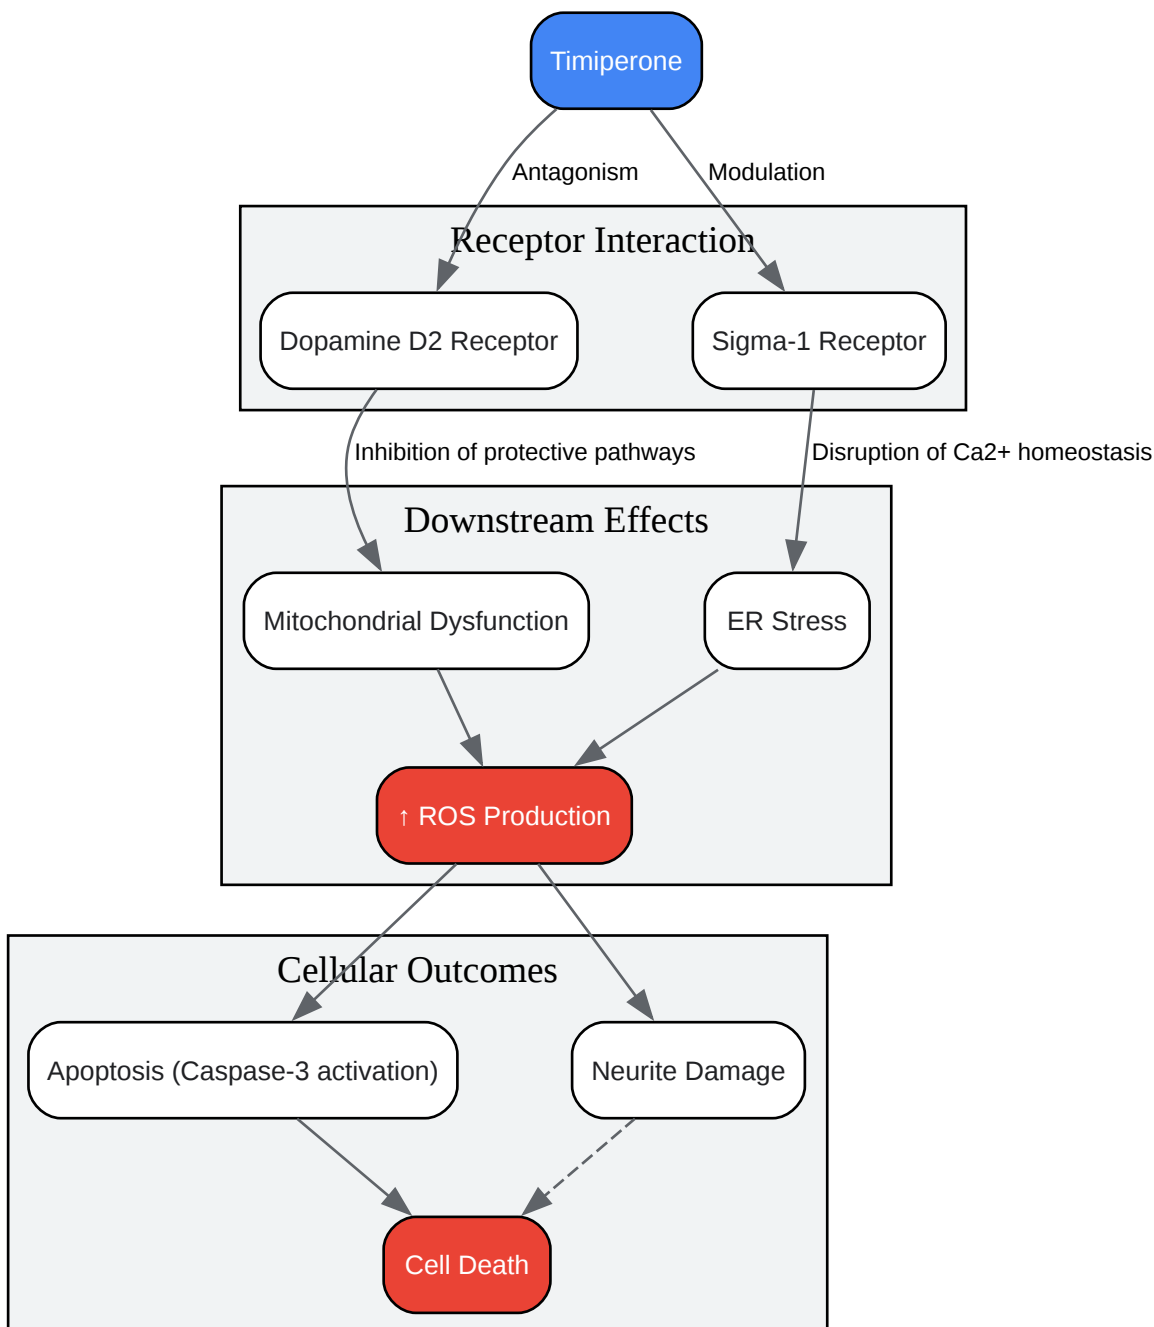 Timiperone
Antagonism
Modulation
Receptor Interaction
Dopamine D2 Receptor
Sigma-1 Receptor
Inhibition of protective pathways
Disruption of Ca2+ homeostasis
Downstream Effects
Mitochondrial Dysfunction
ER Stress
↑ ROS Production
Cellular Outcomes
Apoptosis (Caspase-3 activation)
Neurite Damage
Cell Death